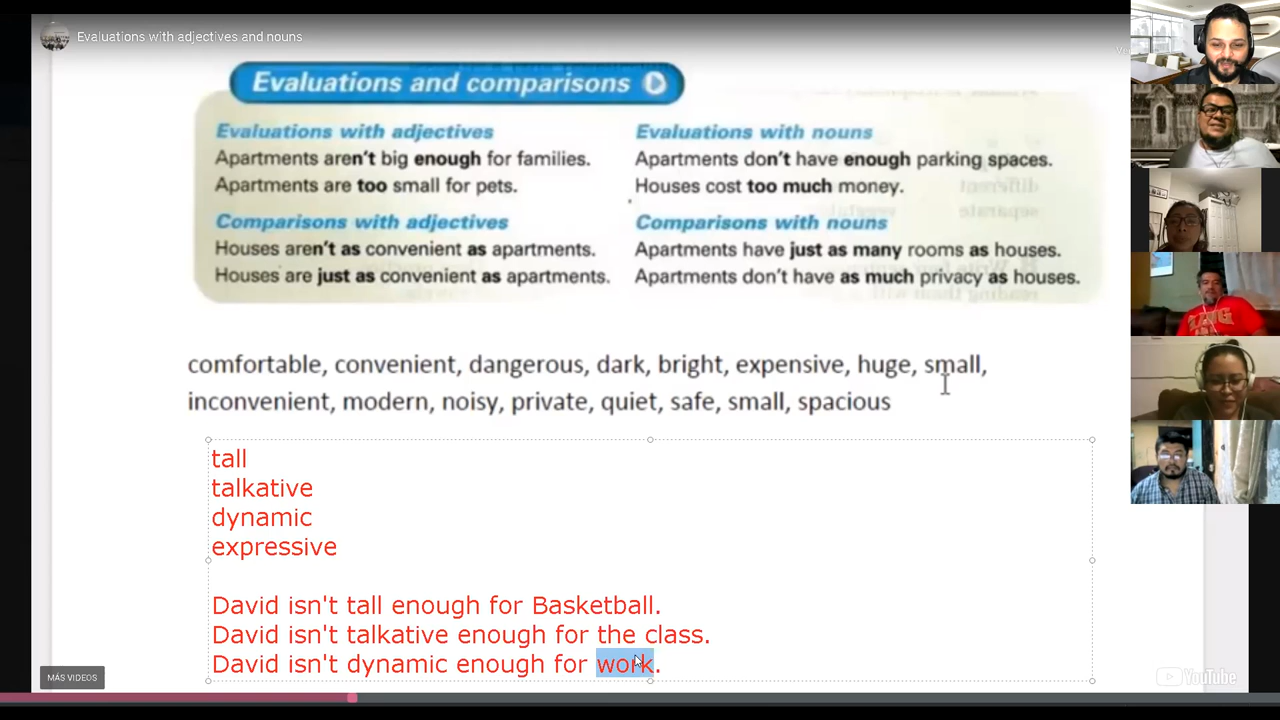 Evaluations with adjectives and nouns
Evaluations and comparisons
Evaluations with adjectives
Apartments aren't big enough for families.
Apartments are too small for pets.
Comparisons with adjectives
Houses aren't as convenient as apartments.
Houses are just as convenient as apartments.
Evaluations with nouns
Apartments don't have enough parking spaces.
Houses cost too much money.
Comparisons with nouns
Apartments have just as many rooms as houses.
Apartments don't have as much privacy as houses.
comfortable, convenient, dangerous, dark, bright, expensive, huge, small,
inconvenient, modern, noisy, private, quiet, safe, small, spacious
tall
talkative
dynamic
expressive
David isn't tall enough for Basketball.
David isn't talkative enough for the class.
David isn't dynamic enough for work.
MÁS VIDEOS
YouTube